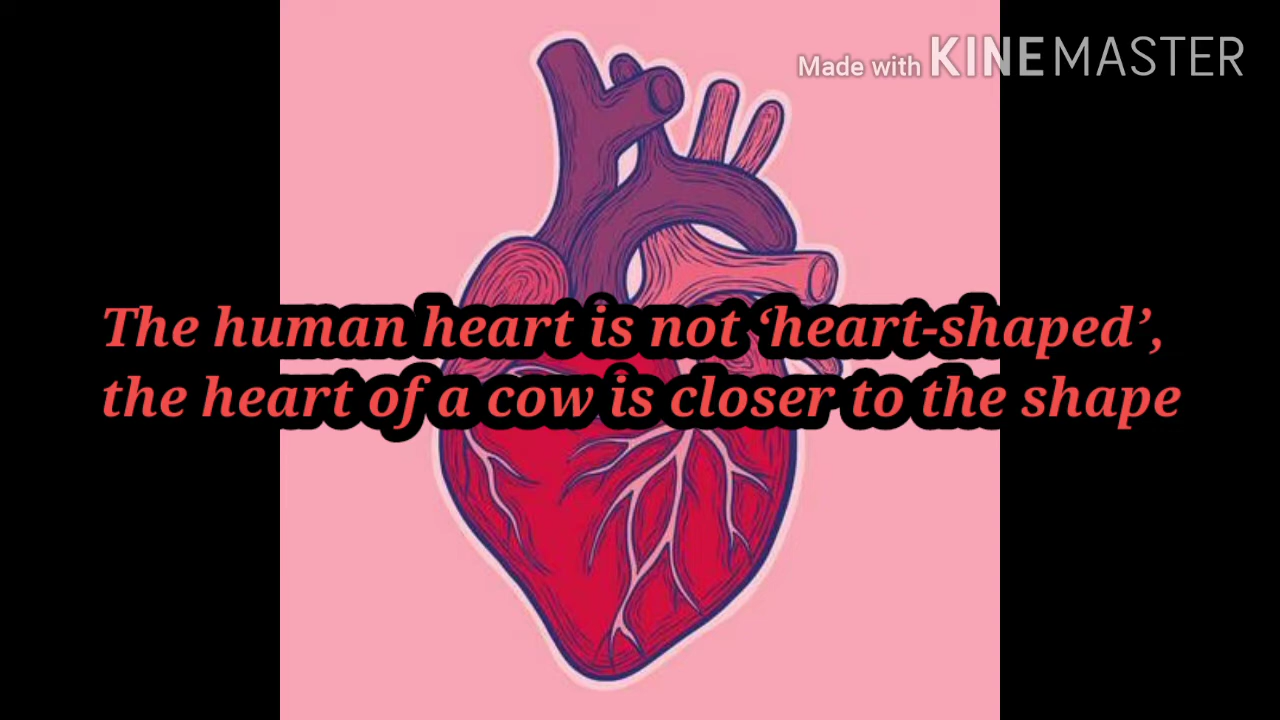 Made with KINEMASTER
The human heart is not ‘heart-shaped’,
the heart of a cow is closer to the shape